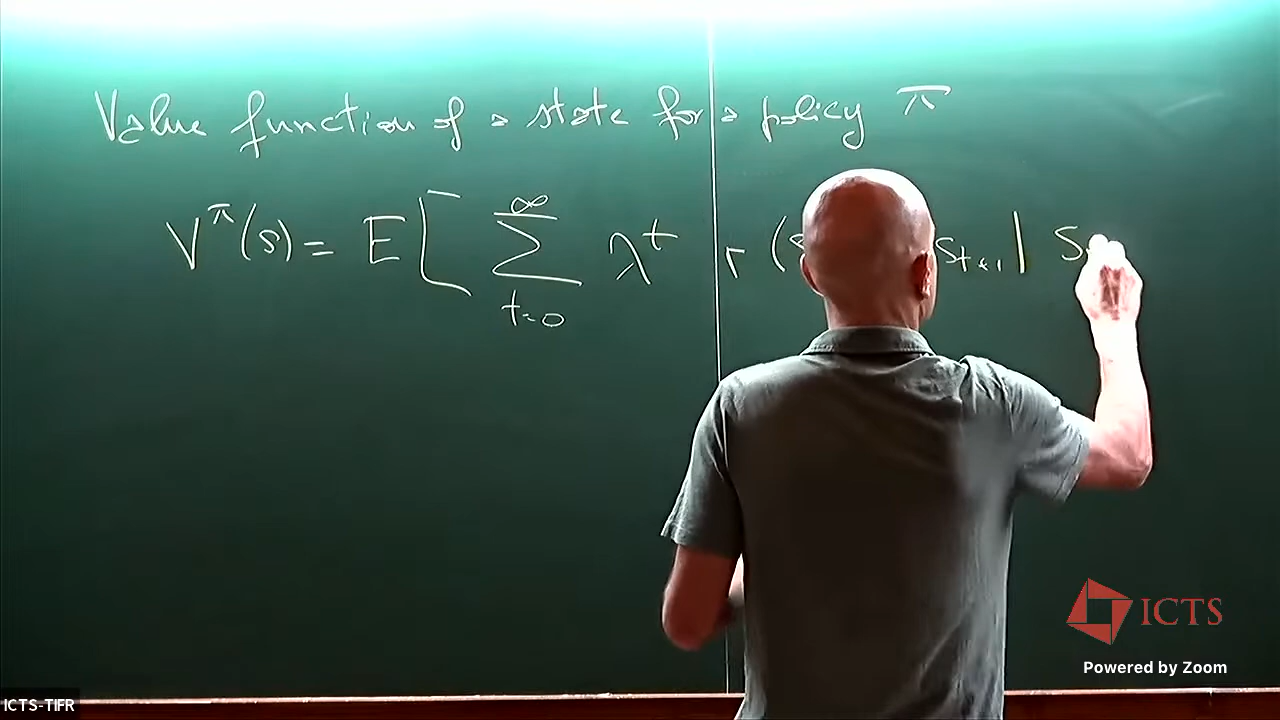 Value function of a state for a policy π
V^π(s) = E[ ∑_{t=0}^{∞} λ^t r(s S_{t+1} | S
ICTS
Powered by Zoom
ICTS-TIFR